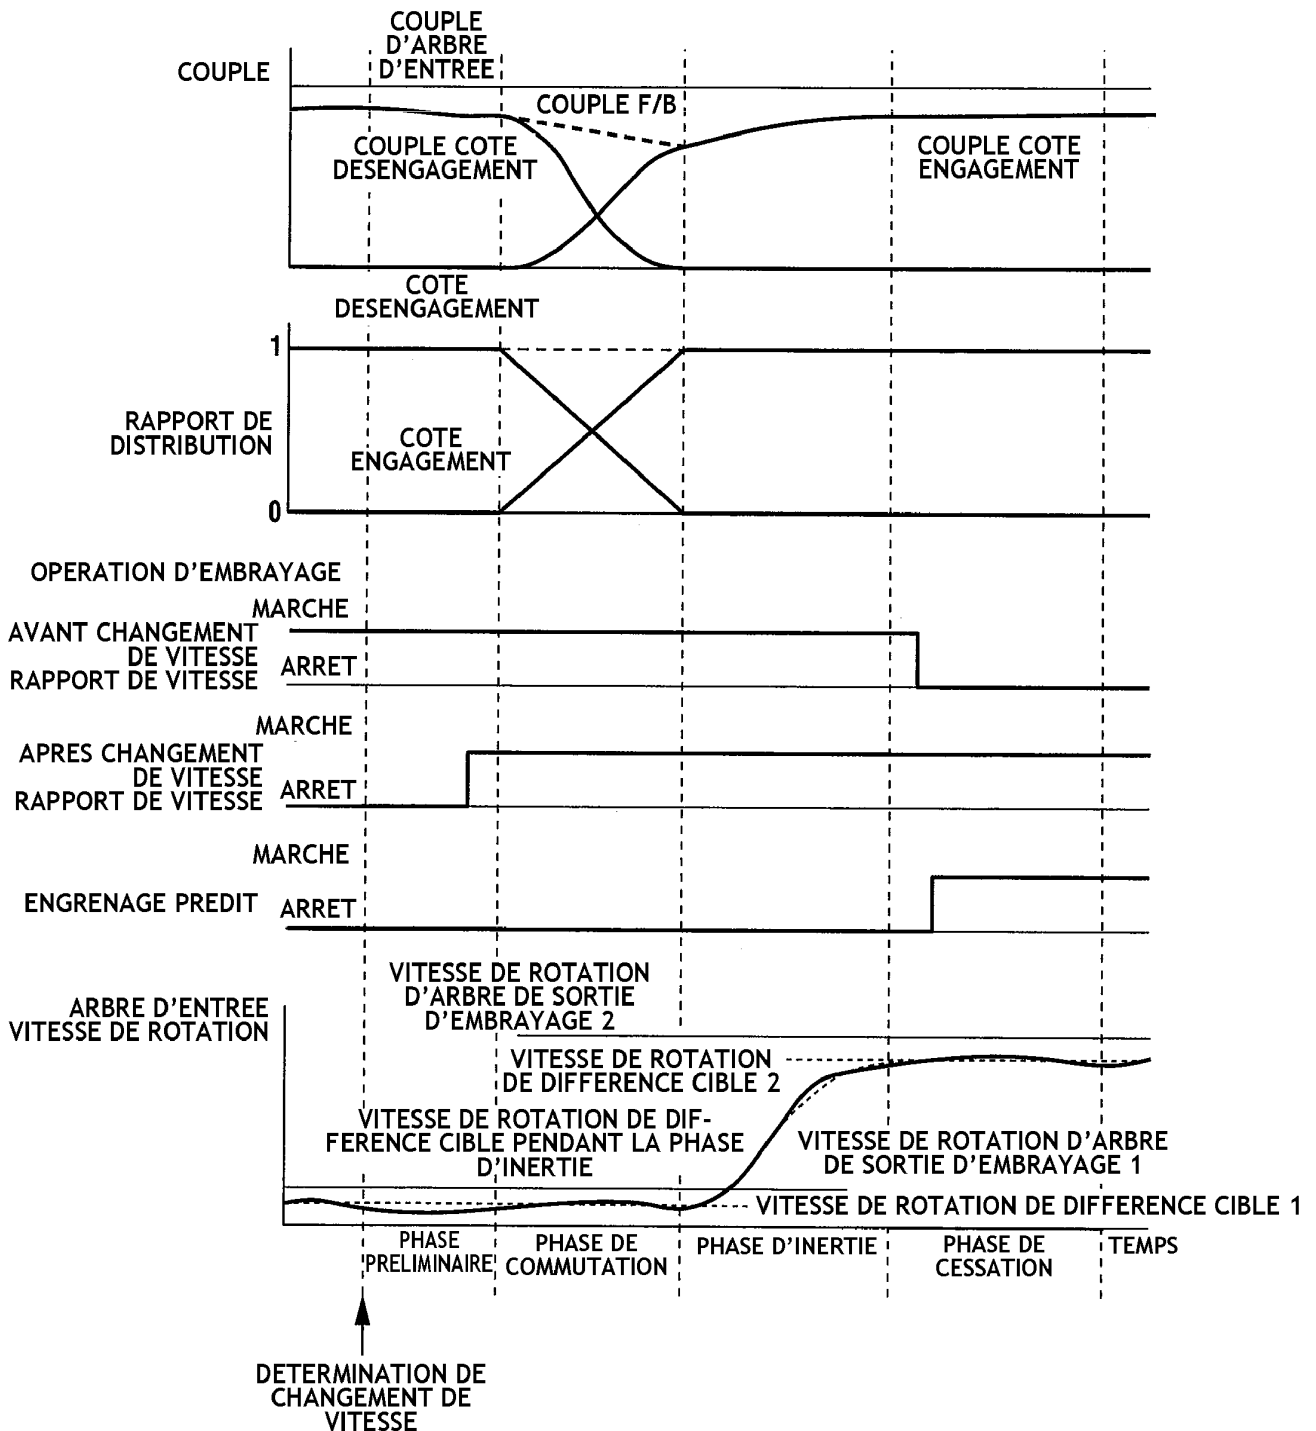 COUPLE
D'ARBRE
D'ENTREE
COUPLE
COUPLE F/B
COUPLE COTE
DESENGAGEMENT
COUPLE COTE
ENGAGEMENT
COTE
DESENGAGEMENT
1
RAPPORT DE
DISTRIBUTION
COTE
ENGAGEMENT
0
OPERATION D'EMBRAYAGE
MARCHE
AVANT CHANGEMENT
DE VITESSE
RAPPORT DE VITESSE
ARRET
MARCHE
APRES CHANGEMENT
DE VITESSE
RAPPORT DE VITESSE
ARRET
MARCHE
ENGRENAGE PREDIT
ARRET
VITESSE DE ROTATION
D'ARBRE DE SORTIE
D'EMBRAYAGE 2
ARBRE D'ENTREE
VITESSE DE ROTATION
VITESSE DE ROTATION
DE DIFFERENCE CIBLE 2
VITESSE DE ROTATION DE DIF-
FERENCE CIBLE PENDANT LA PHASE
D'INERTIE
VITESSE DE ROTATION D'ARBRE
DE SORTIE D'EMBRAYAGE 1
VITESSE DE ROTATION DE DIFFERENCE CIBLE 1
PHASE
PRELIMINAIRE
PHASE DE
COMMUTATION
PHASE D'INERTIE
PHASE DE
CESSATION
TEMPS
DETERMINATION DE
CHANGEMENT DE
VITESSE